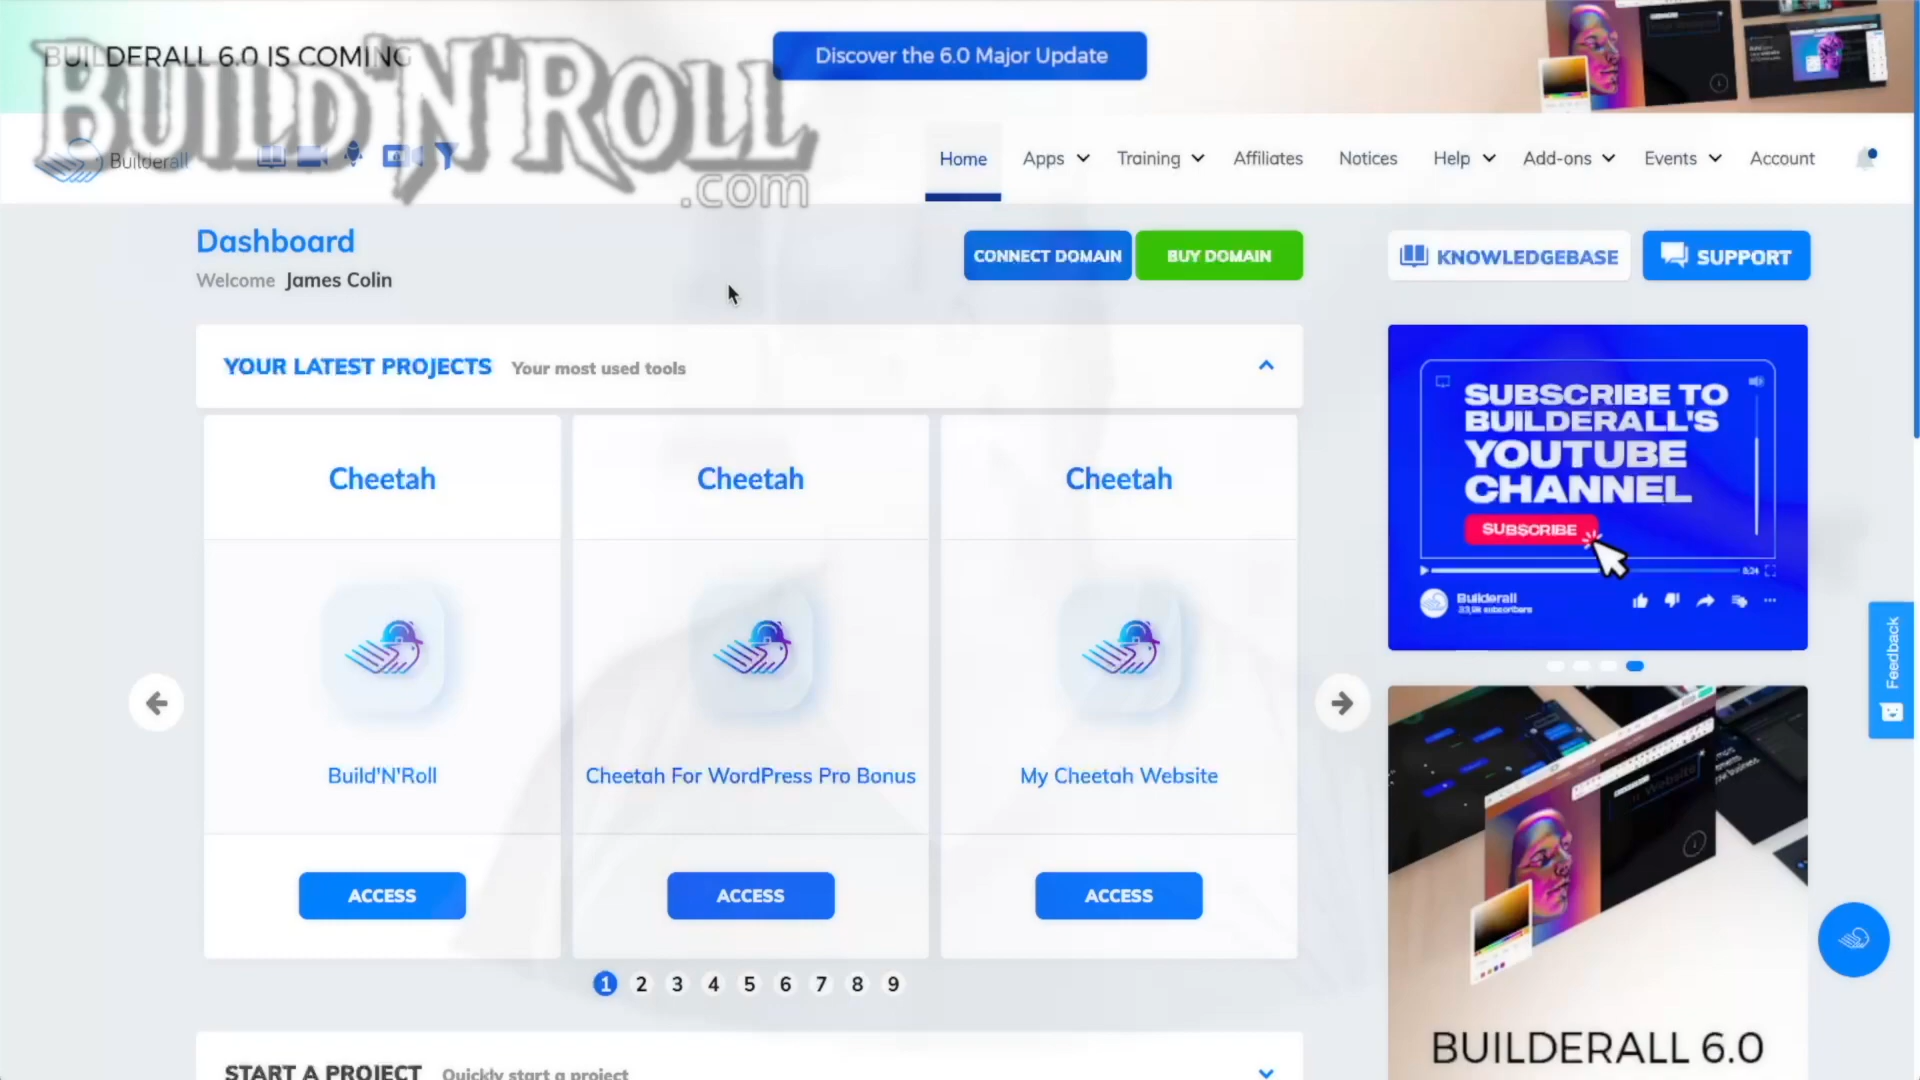 BUILDERALL 6.0 IS COMING
BUILD'N'ROLL
.com
Discover the 6.0 Major Update
Builderall
Home
Apps
Training
Affiliates
Notices
Help
Add-ons
Events
Account
Dashboard
Welcome James Colin
CONNECT DOMAIN
BUY DOMAIN
KNOWLEDGEBASE
SUPPORT
YOUR LATEST PROJECTS Your most used tools
Cheetah
Build'N'Roll
ACCESS
Cheetah
Cheetah For WordPress Pro Bonus
ACCESS
Cheetah
My Cheetah Website
ACCESS
1 2 3 4 5 6 7 8 9
START A PROJECT Quickly start a project
SUBSCRIBE TO
BUILDERALL'S
YOUTUBE
CHANNEL
SUBSCRIBE
Builderall
Feedback
BUILDERALL 6.0